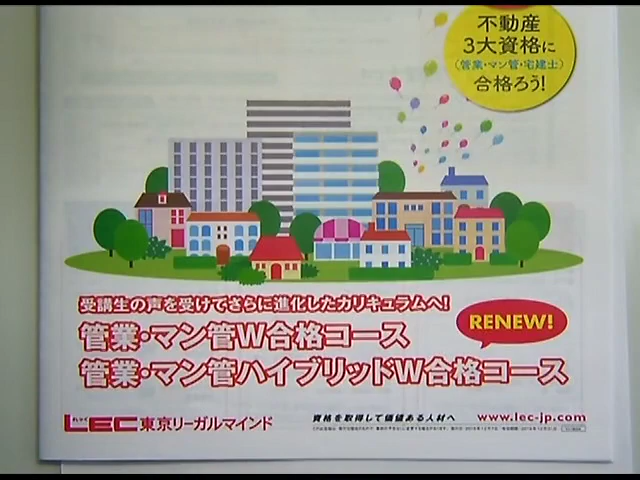 不動産
3大資格に
(管業・マン管・宅建士)
合格ろう!
受講生の声を受けてさらに進化したカリキュラムへ!
管業・マン管W合格コース
RENEW!
管業・マン管ハイブリッドW合格コース
LEC東京リーガルマインド
資格を取得して価値ある人材へ
www.lec-jp.com